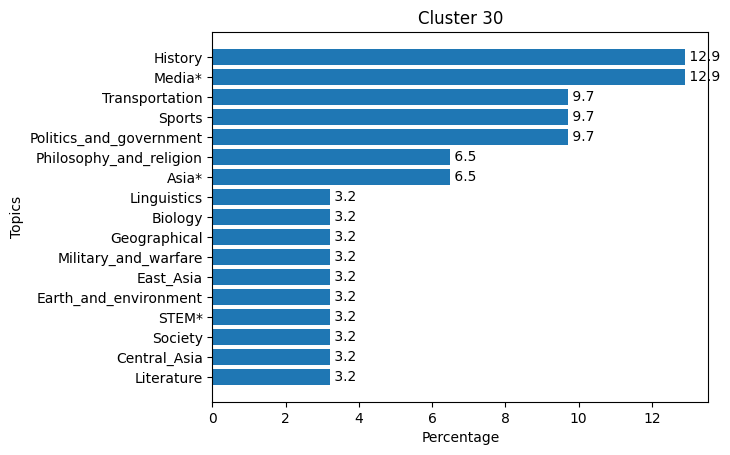 Cluster 30
History 12.9
Media* 12.9
Transportation 9.7
Sports 9.7
Politics_and_government 9.7
Philosophy_and_religion 6.5
Asia* 6.5
Linguistics 3.2
Biology 3.2
Geographical 3.2
Military_and_warfare 3.2
East_Asia 3.2
Earth_and_environment 3.2
STEM* 3.2
Society 3.2
Central_Asia 3.2
Literature 3.2
Topics
0 2 4 6 8 10 12
Percentage